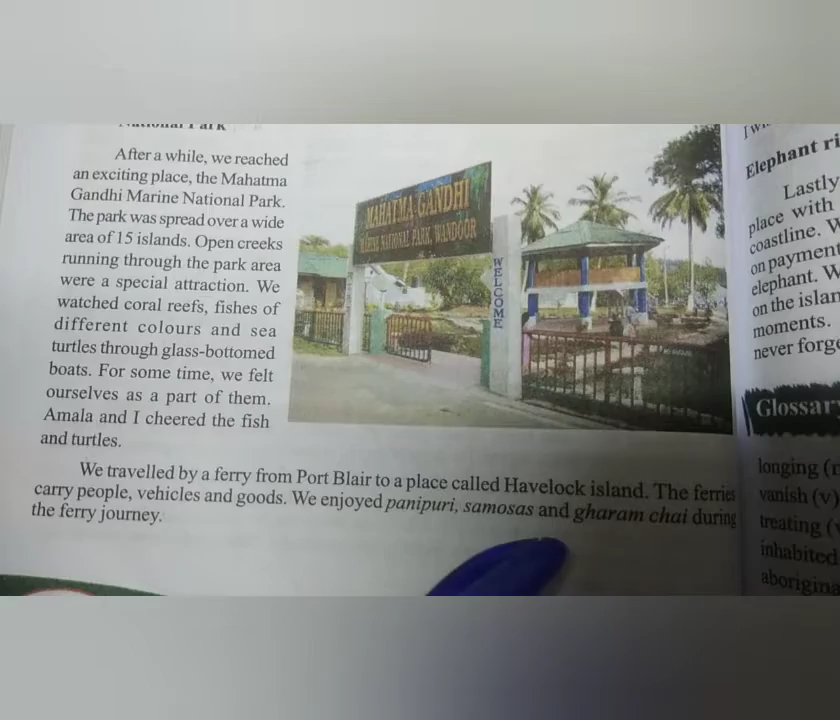 National Park
After a while, we reached
an exciting place, the Mahatma
Gandhi Marine National Park.
The park was spread over a wide
area of 15 islands. Open creeks
running through the park area
were a special attraction. We
watched coral reefs, fishes of
different colours and sea
turtles through glass-bottomed
boats. For some time, we felt
ourselves as a part of them.
Amala and I cheered the fish
and turtles.
MAHATMA GANDHI
MARINE NATIONAL PARK, WANDOOR
WELCOME
We travelled by a ferry from Port Blair to a place called Havelock island. The ferries
carry people, vehicles and goods. We enjoyed panipuri, samosas and gharam chai during
the ferry journey.
Elephant
Lastly
place with
coastline.
on payment
elephant.
on the
moments.
never
Glossary
longing
vanish (v)
treating
inhabited